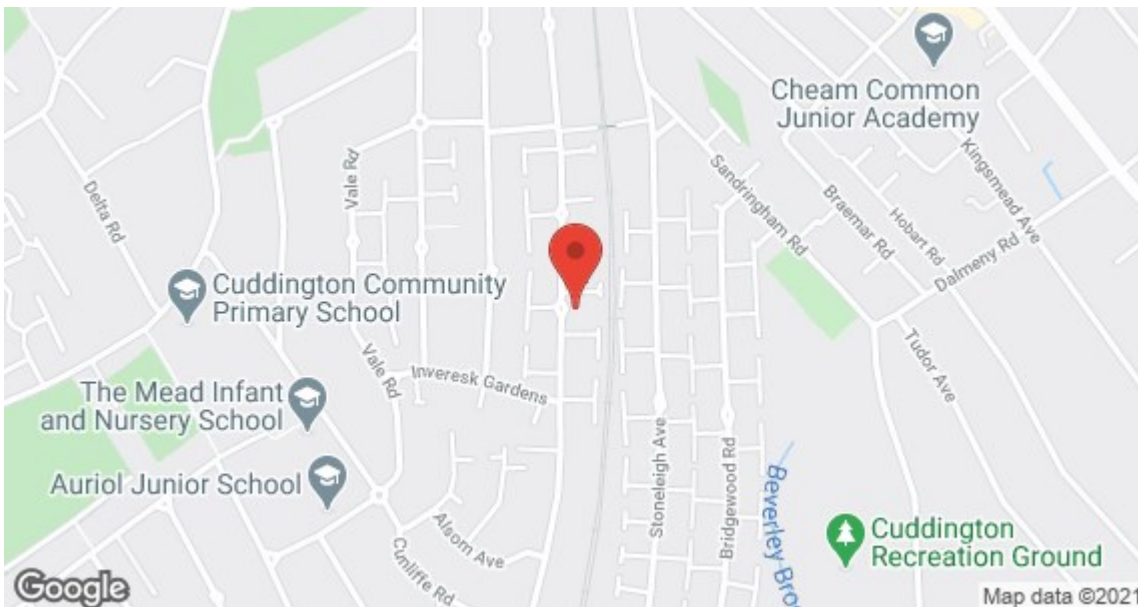 Cheam Common
Junior Academy
Kingsmead Ave
Vale Rd
Sandringham Rd
Braemar Rd
Hobart Rd
Delta Rd
Dalmeny Rd
Cuddington Community
Primary School
Vale Rd
Tudor Ave
Inveresk Gardens
The Mead Infant
and Nursery School
Stoneleigh Ave
Bridgewood Rd
Auriol Junior School
Beverley Bro
Alsom Ave
Cunliffe Rd
Cuddington
Recreation Ground
Google
Map data ©2021